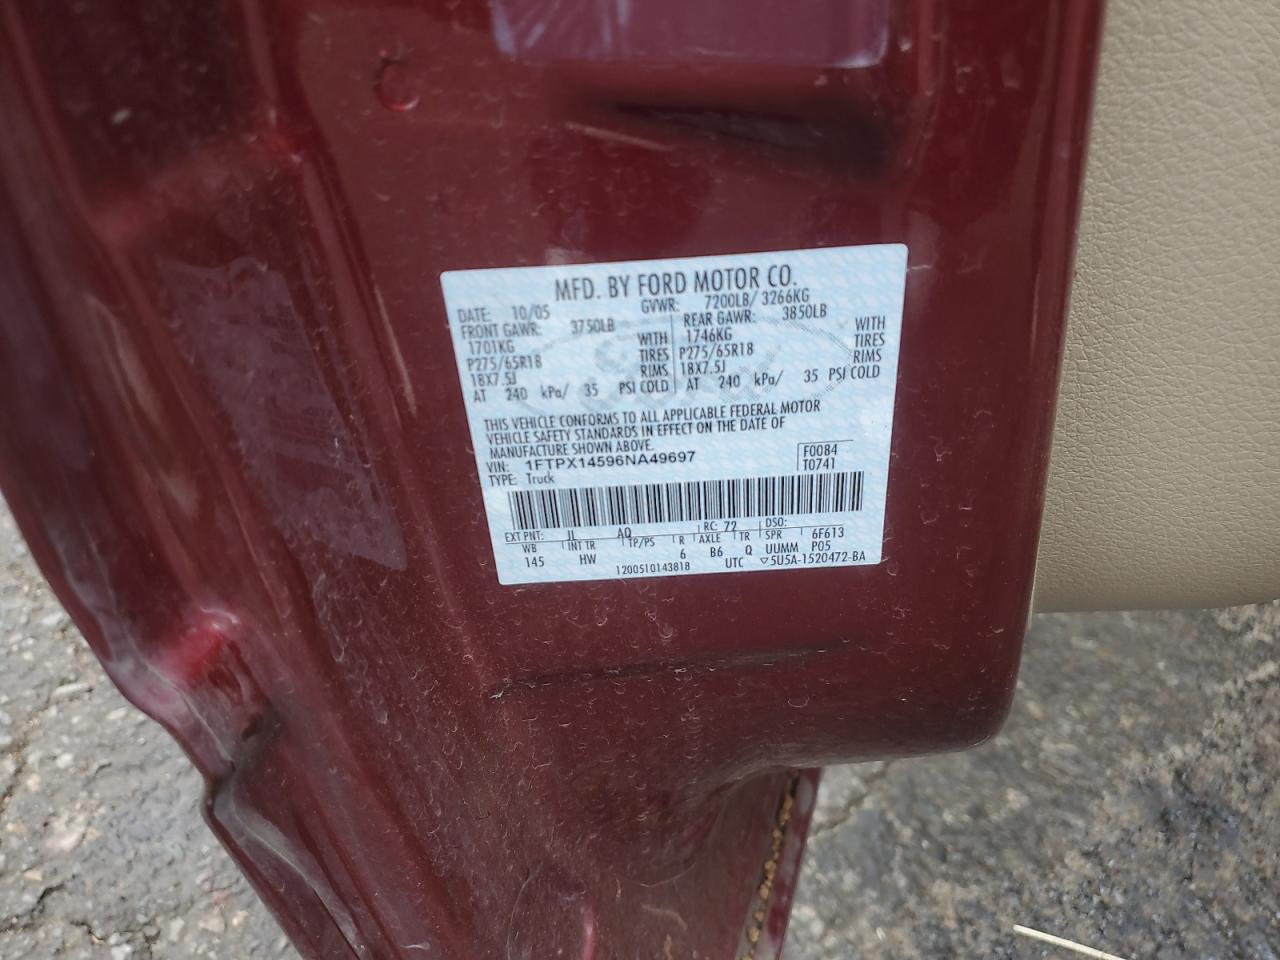 MFD. BY FORD MOTOR CO.
DATE: 10/05 GVWR: 7200LB/ 3266KG
FRONT GAWR: 3750LB REAR GAWR: 3850LB
1701KG WITH 1746KG WITH
P275/65R18 TIRES P275/65R18 TIRES
18X7.5J RIMS 18X7.5J RIMS
AT 240 kPa/ 35 PSI COLD AT 240 kPa/ 35 PSI COLD
THIS VEHICLE CONFORMS TO ALL APPLICABLE FEDERAL MOTOR
VEHICLE SAFETY STANDARDS IN EFFECT ON THE DATE OF
MANUFACTURE SHOWN ABOVE.
VIN: 1FTPX14596NA49697 F0084
TYPE: Truck T0741
EXT PNT: JL AQ RC: 72 DSO:
WB INT TR TP/PS R AXLE TR SPR 6F613
145 HW 6 B6 Q UUMM P05
1200510143818 UTC ▽5U5A-1520472-BA